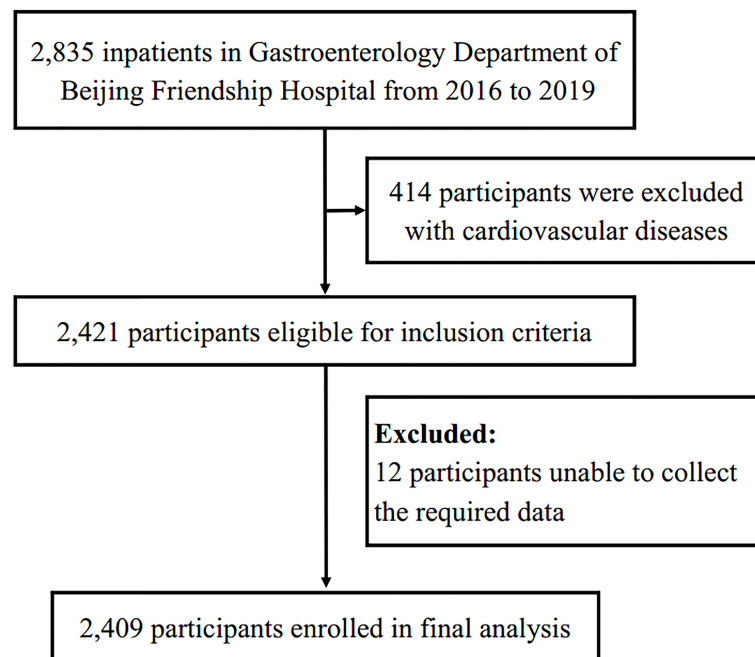 2,835 inpatients in Gastroenterology Department of
Beijing Friendship Hospital from 2016 to 2019
414 participants were excluded
with cardiovascular diseases
2,421 participants eligible for inclusion criteria
Excluded:
12 participants unable to collect
the required data
2,409 participants enrolled in final analysis